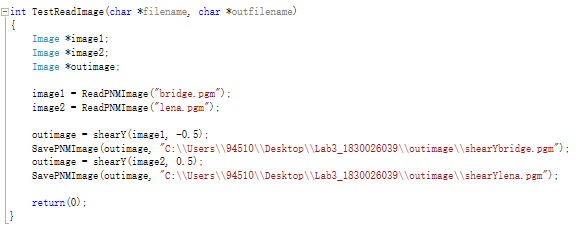 int TestReadImage(char *filename, char *outfilename)
{
Image *image1;
Image *image2;
Image *outimage;
image1 = ReadPNMImage("bridge.pgm");
image2 = ReadPNMImage("lena.pgm");
outimage = shearY(image1, -0.5);
SavePNMImage(outimage, "C:\\Users\\94510\\Desktop\\Lab3_1830026039\\outimage\\shearYbridge.pgm");
outimage = shearY(image2, 0.5);
SavePNMImage(outimage, "C:\\Users\\94510\\Desktop\\Lab3_1830026039\\outimage\\shearYlena.pgm");
return(0);
}